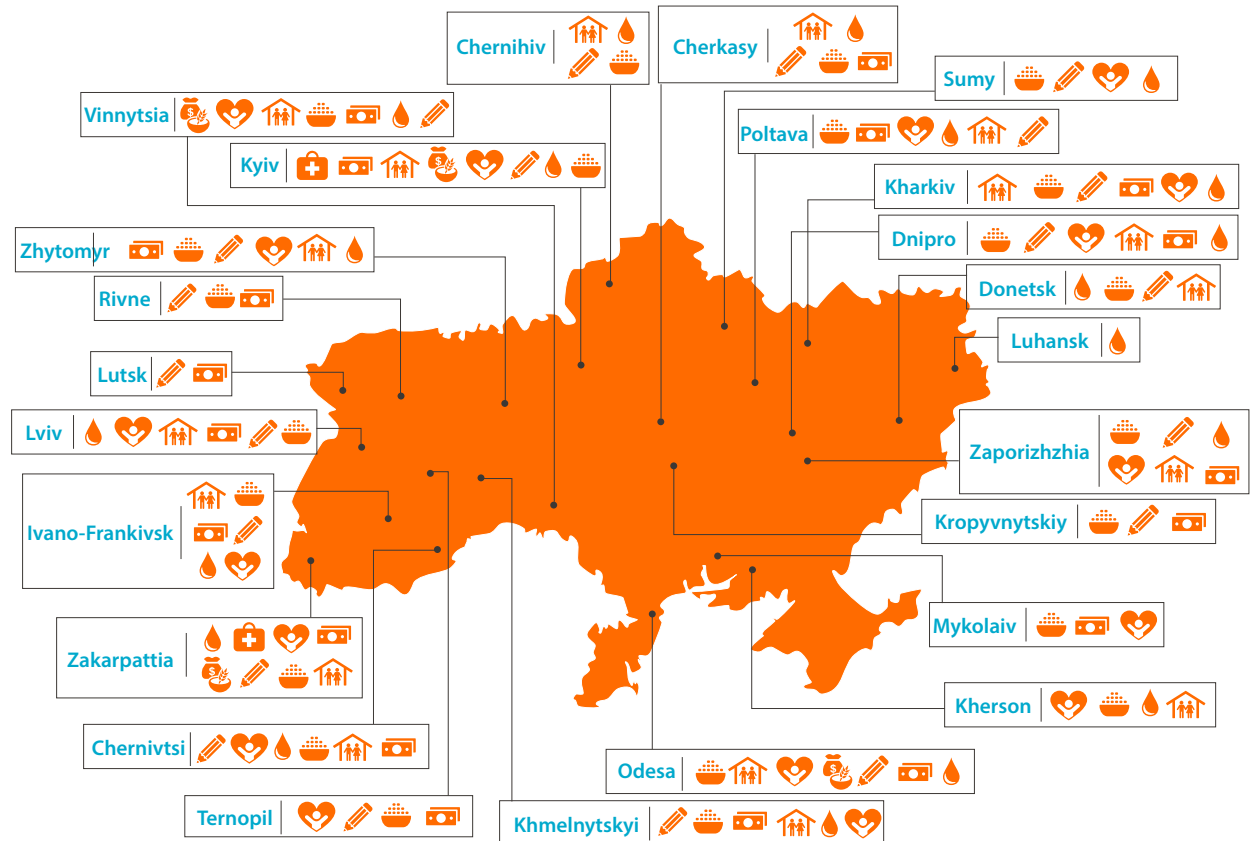 Chernihiv
Cherkasy
Sumy
Vinnytsia
Poltava
Kyiv
Kharkiv
Zhytomyr
Dnipro
Rivne
Donetsk
Luhansk
Lutsk
Lviv
Zaporizhzhia
Ivano-Frankivsk
Kropyvnytskiy
Mykolaiv
Zakarpattia
Kherson
Chernivtsi
Odesa
Ternopil
Khmelnytskyi